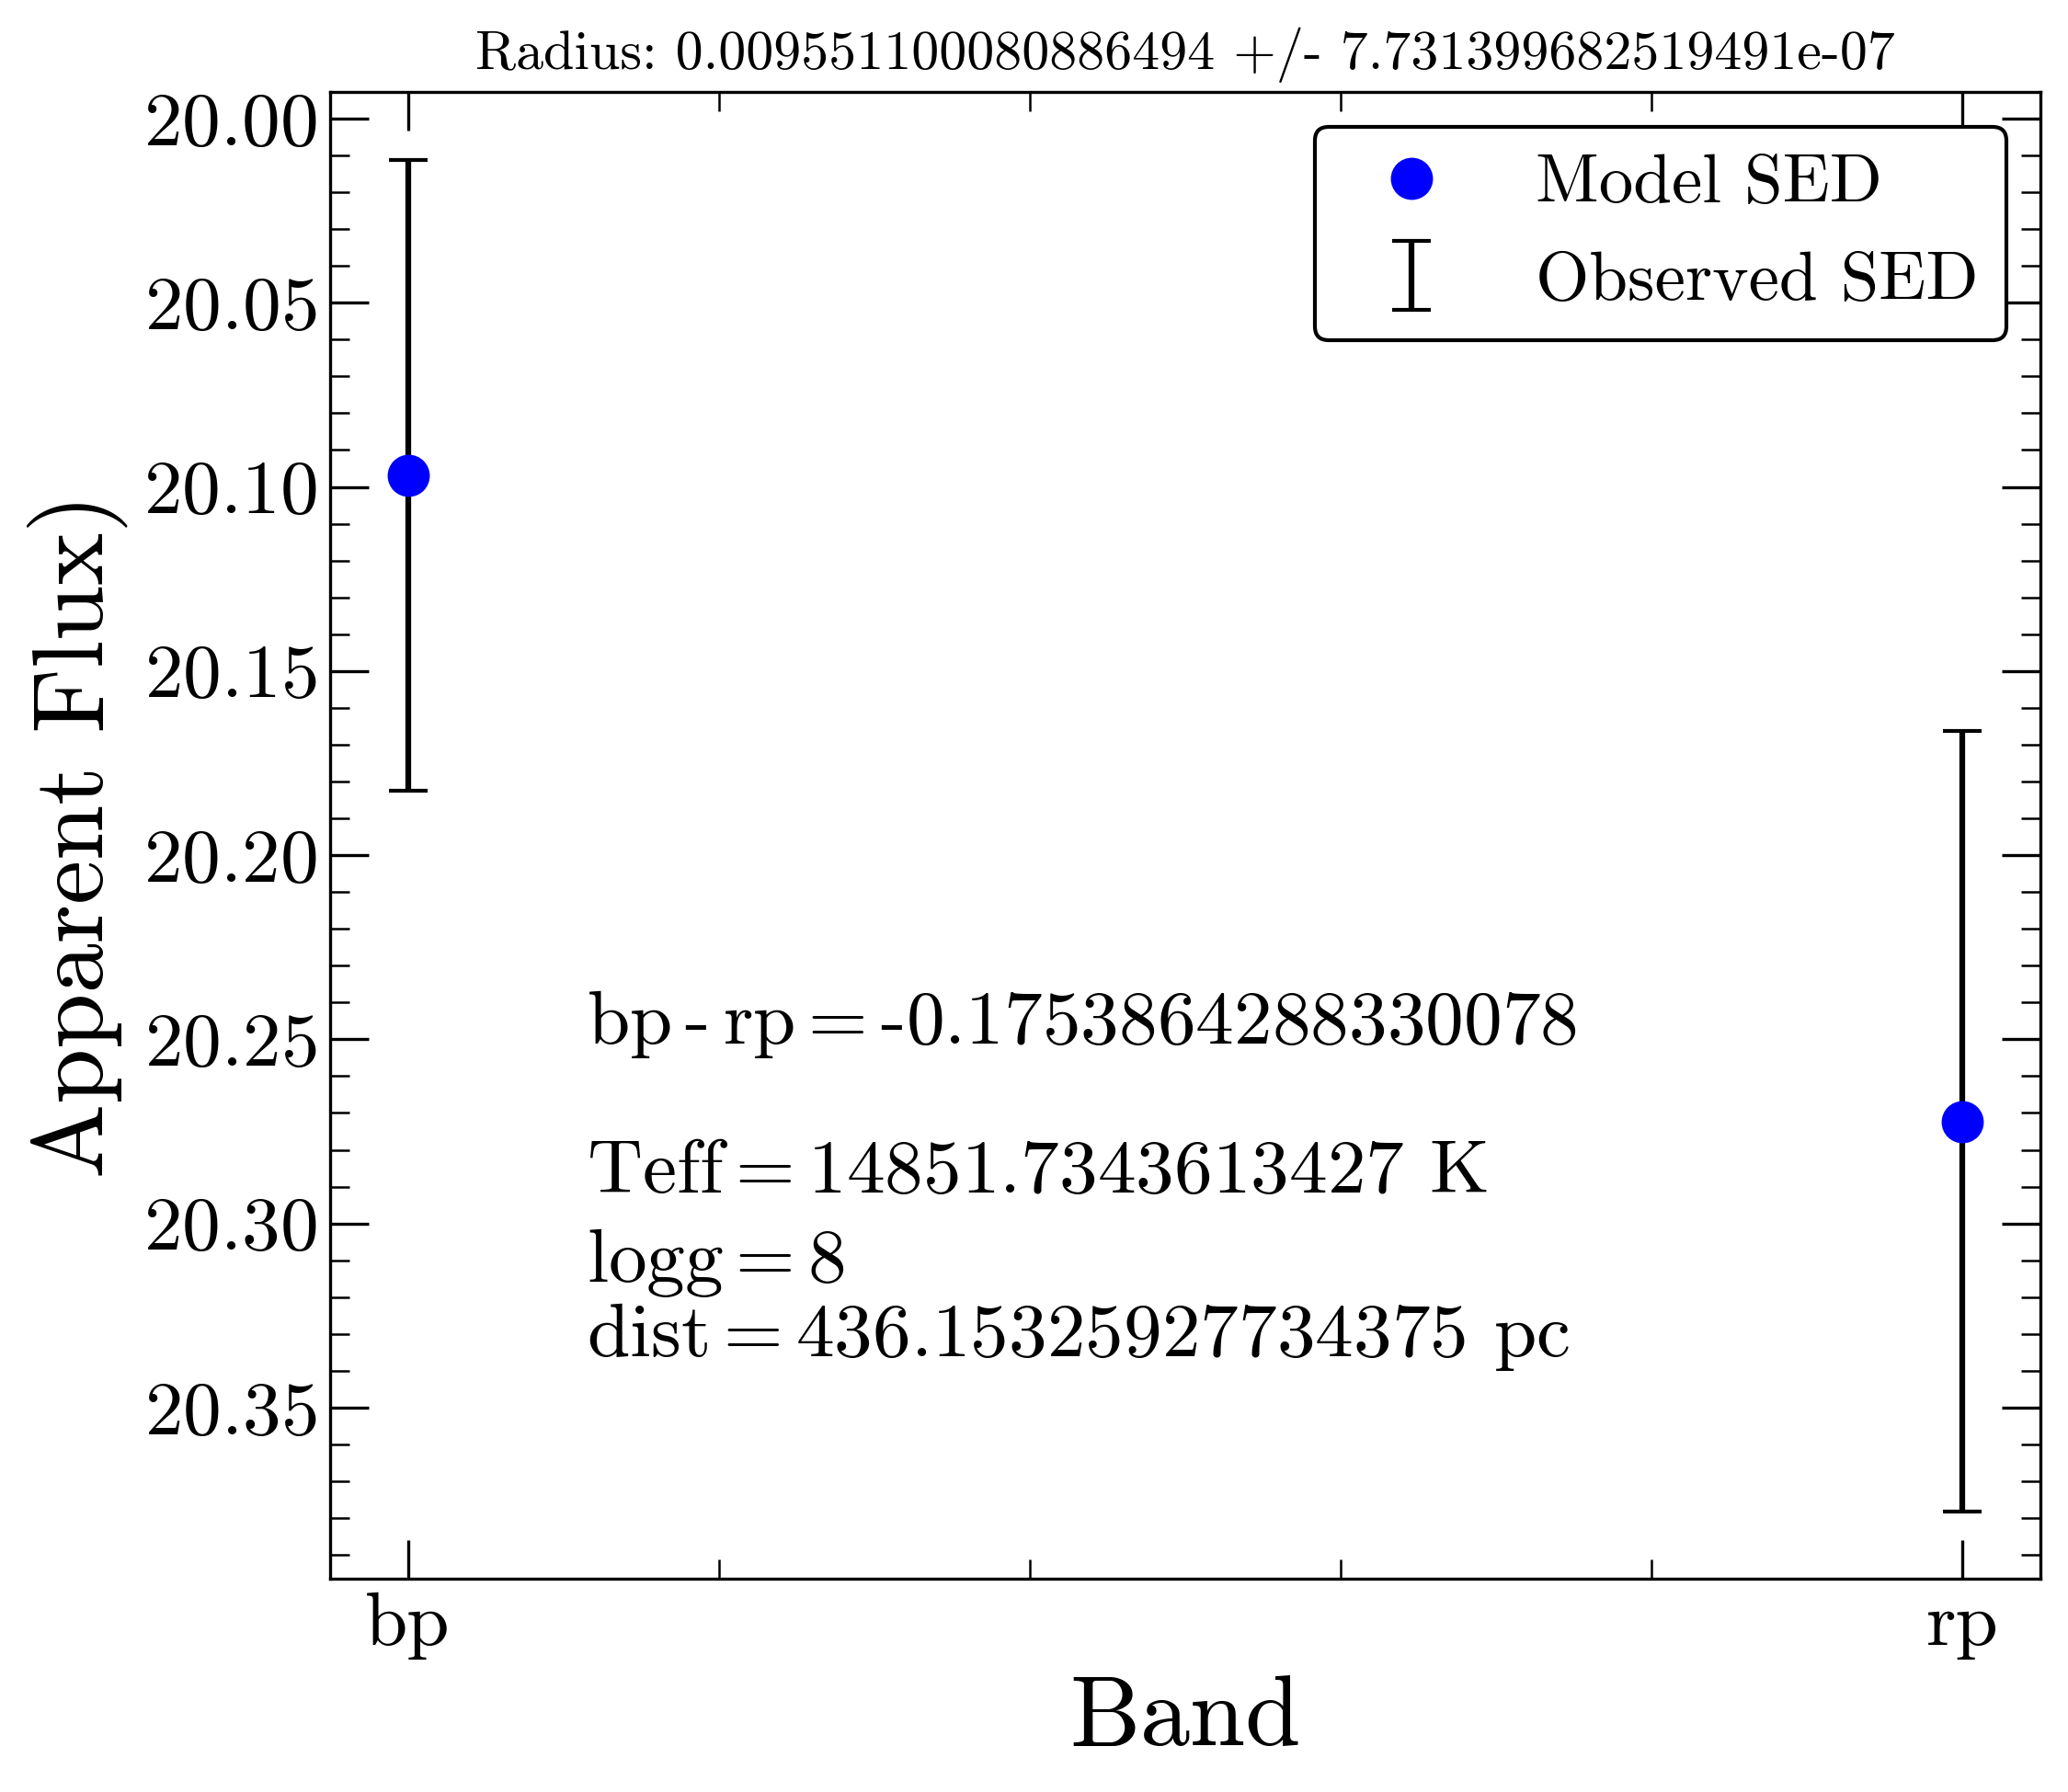 Radius: 0.009551100080886494 +/- 7.731399682519491e-07
Apparent Flux)
20.00
20.05
20.10
20.15
20.20
20.25
20.30
20.35
Model SED
Observed SED
bp - rp = -0.1753864288330078
Teff = 14851.7343613427 K
logg = 8
dist = 436.15325927734375 pc
bp
rp
Band